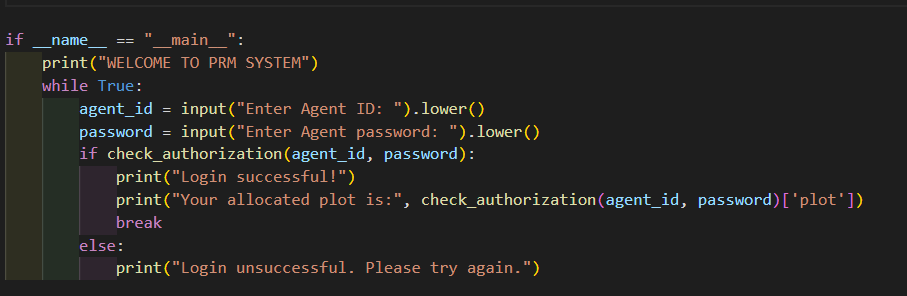 if __name__ == "__main__":
    print("WELCOME TO PRM SYSTEM")
    while True:
        agent_id = input("Enter Agent ID: ").lower()
        password = input("Enter Agent password: ").lower()
        if check_authorization(agent_id, password):
            print("Login successful!")
            print("Your allocated plot is:", check_authorization(agent_id, password)['plot'])
            break
        else:
            print("Login unsuccessful. Please try again.")